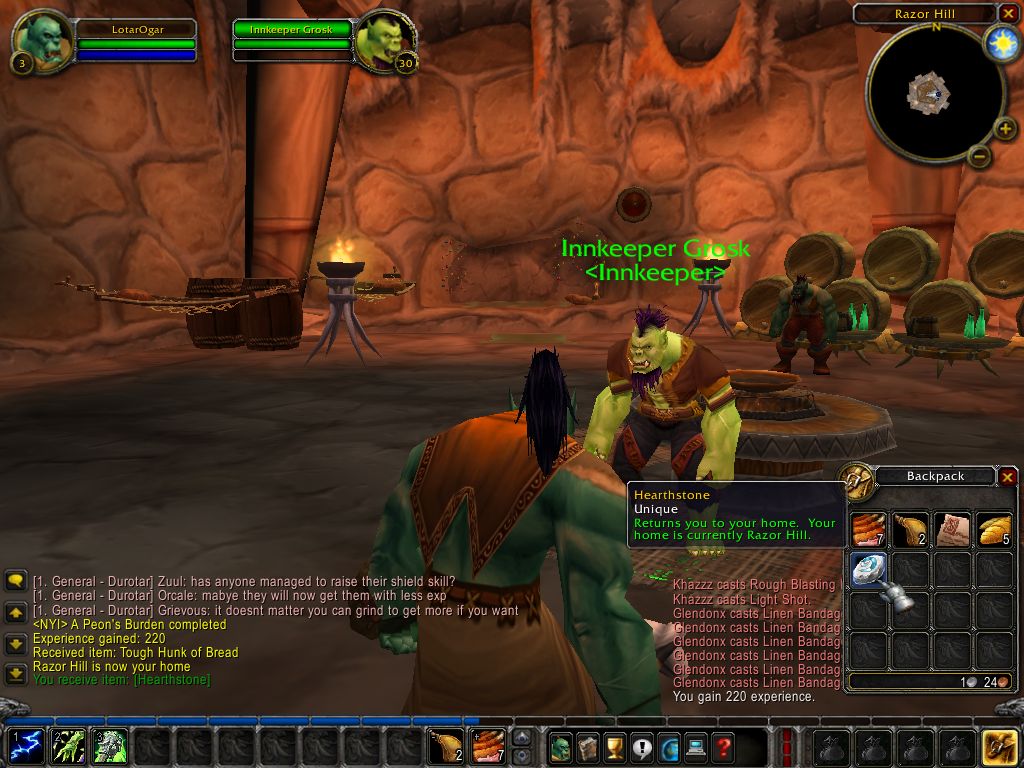 LotarOgar
3
Innkeeper Grosk
30
Razor Hill
N
Innkeeper Grosk
<Innkeeper>
Backpack
Hearthstone
Unique
Returns you to your home. Your
home is currently Razor Hill.
7
2
5
[1. General - Durotar] Zuul: has anyone managed to raise their shield skill?
[1. General - Durotar] Orcale: mabye they will now get them with less exp
[1. General - Durotar] Grievous: it doesnt matter you can grind to get more if you want
<NYI> A Peon's Burden completed
Experience gained: 220
Received item: Tough Hunk of Bread
Razor Hill is now your home
You receive item: [Hearthstone]
Khazzz casts Rough Blasting
Khazzz casts Light Shot.
Glendonx casts Linen Bandag
Glendonx casts Linen Bandag
Glendonx casts Linen Bandag
Glendonx casts Linen Bandag
Glendonx casts Linen Bandag
Glendonx casts Linen Bandag
You gain 220 experience.
1 24
1
2
3
2
7